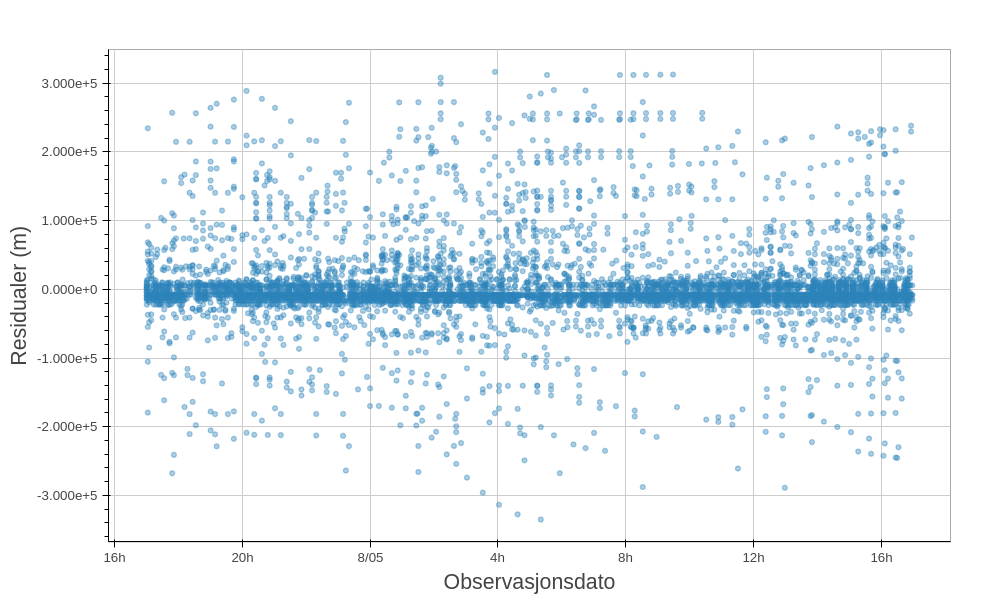 3.000e+5
2.000e+5
1.000e+5
0.000e+0
-1.000e+5
-2.000e+5
-3.000e+5
Residualer (m)
16h
20h
8/05
4h
8h
12h
16h
Observasjonsdato